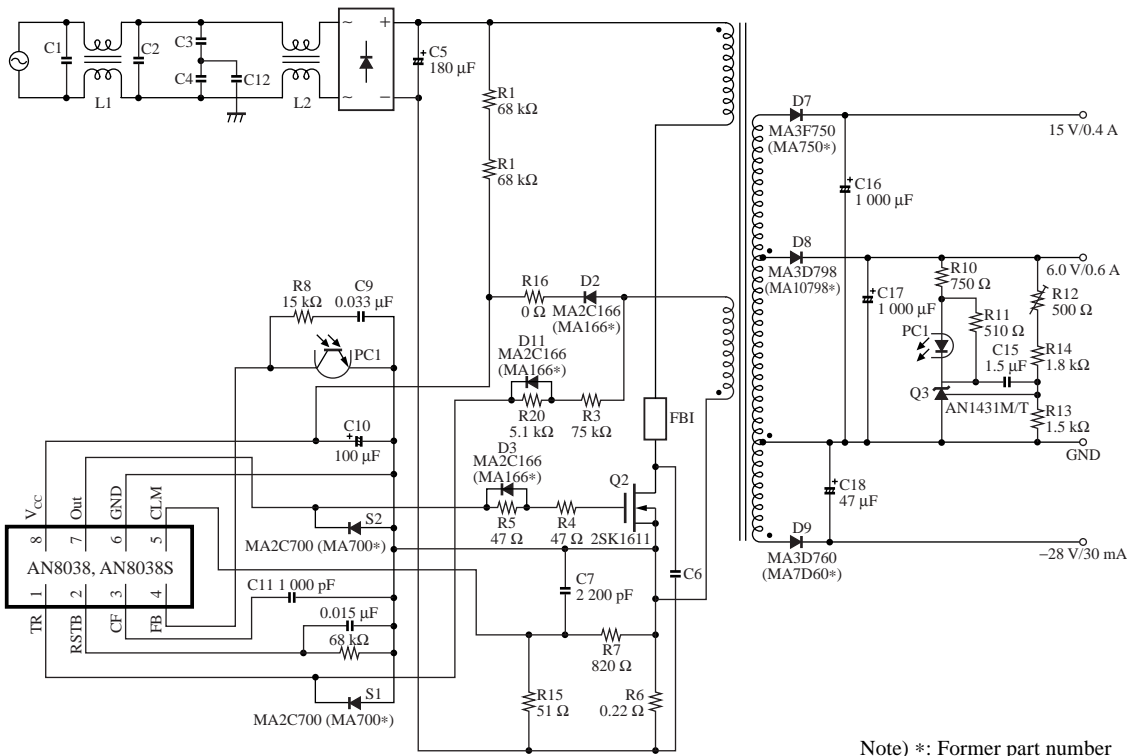 C1
L1
C2
C3
C4
C12
L2
~
~
+
−
+
C5
180 µF
R1
68 kΩ
R1
68 kΩ
D7
MA3F750
(MA750*)
15 V/0.4 A
+
C16
1 000 µF
D8
MA3D798
(MA10798*)
6.0 V/0.6 A
+
C17
1 000 µF
R10
750 Ω
R11
510 Ω
R12
500 Ω
PC1
C15
1.5 µF
R14
1.8 kΩ
Q3
AN1431M/T
R13
1.5 kΩ
GND
+
C18
47 µF
D9
MA3D760
(MA7D60*)
−28 V/30 mA
R8
15 kΩ
C9
0.033 µF
PC1
R16
0 Ω
D2
MA2C166
(MA166*)
D11
MA2C166
(MA166*)
R20
5.1 kΩ
R3
75 kΩ
FBI
+
C10
100 µF
D3
MA2C166
(MA166*)
R5
47 Ω
R4
47 Ω
Q2
2SK1611
S2
MA2C700 (MA700*)
C6
C7
2 200 pF
VCC
Out
GND
CLM
8
7
6
5
AN8038, AN8038S
1
2
3
4
TR
RSTB
CF
FB
C11 1 000 pF
0.015 µF
68 kΩ
S1
MA2C700 (MA700*)
R7
820 Ω
R15
51 Ω
R6
0.22 Ω
Note) *: Former part number